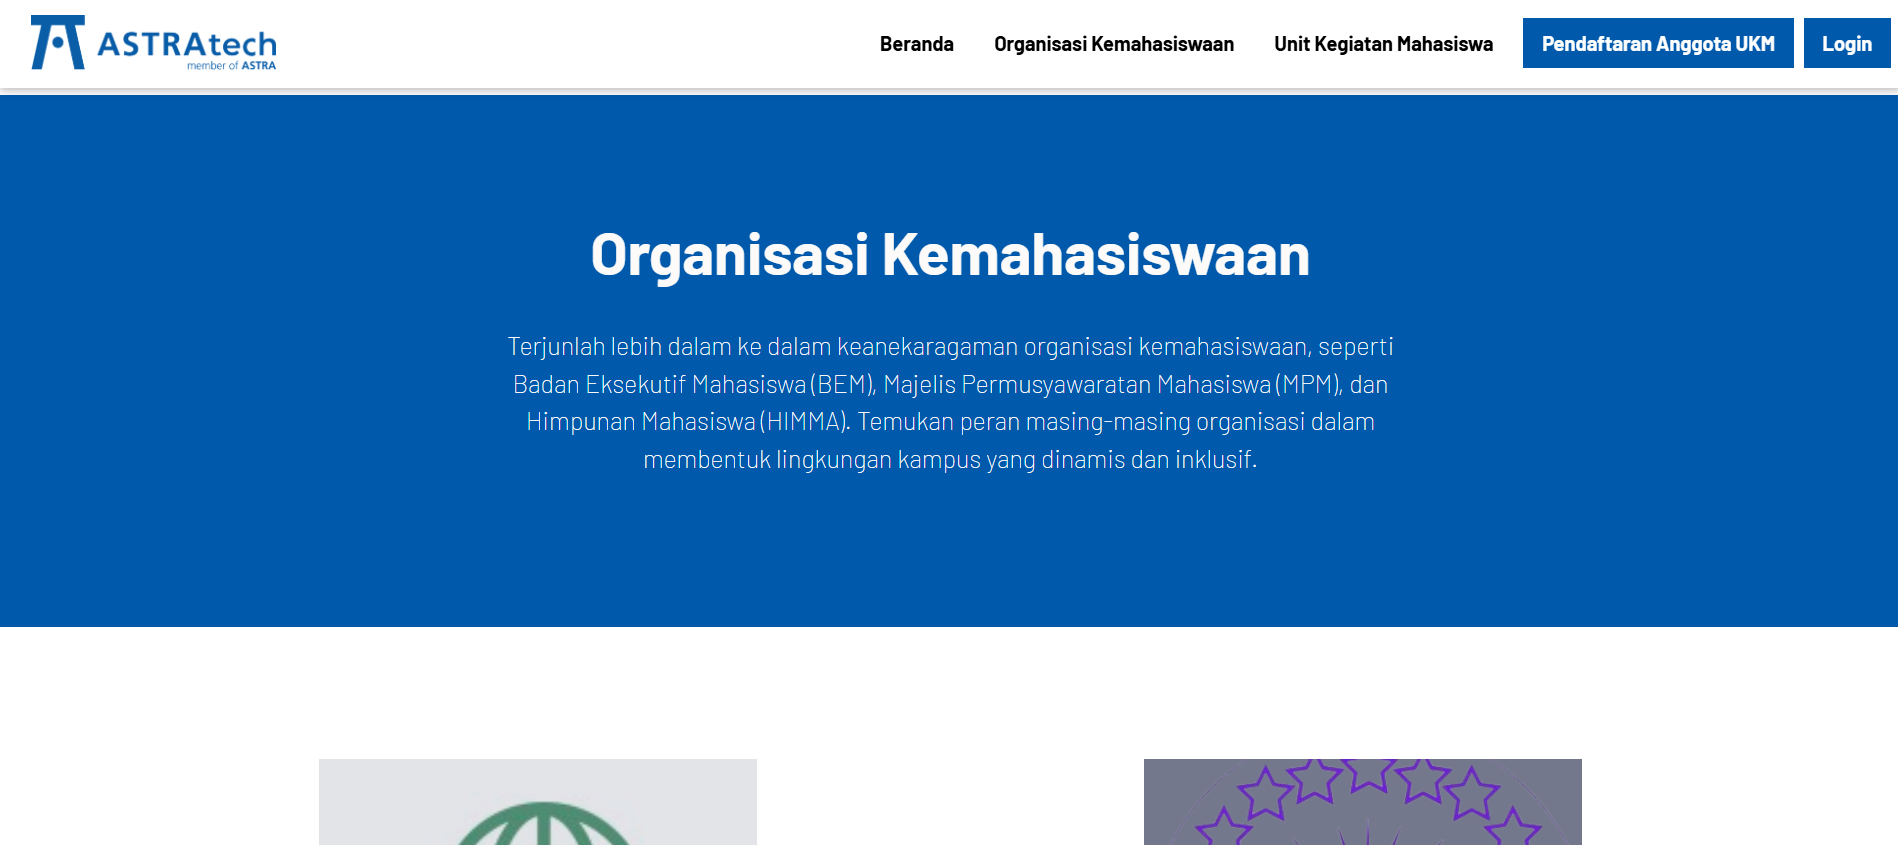 ASTRAtech
member of ASTRA
Beranda
Organisasi Kemahasiswaan
Unit Kegiatan Mahasiswa
Pendaftaran Anggota UKM
Login
Organisasi Kemahasiswaan
Terjunlah lebih dalam ke dalam keanekaragaman organisasi kemahasiswaan, seperti
Badan Eksekutif Mahasiswa (BEM), Majelis Permusyawaratan Mahasiswa (MPM), dan
Himpunan Mahasiswa (HIMMA). Temukan peran masing-masing organisasi dalam
membentuk lingkungan kampus yang dinamis dan inklusif.